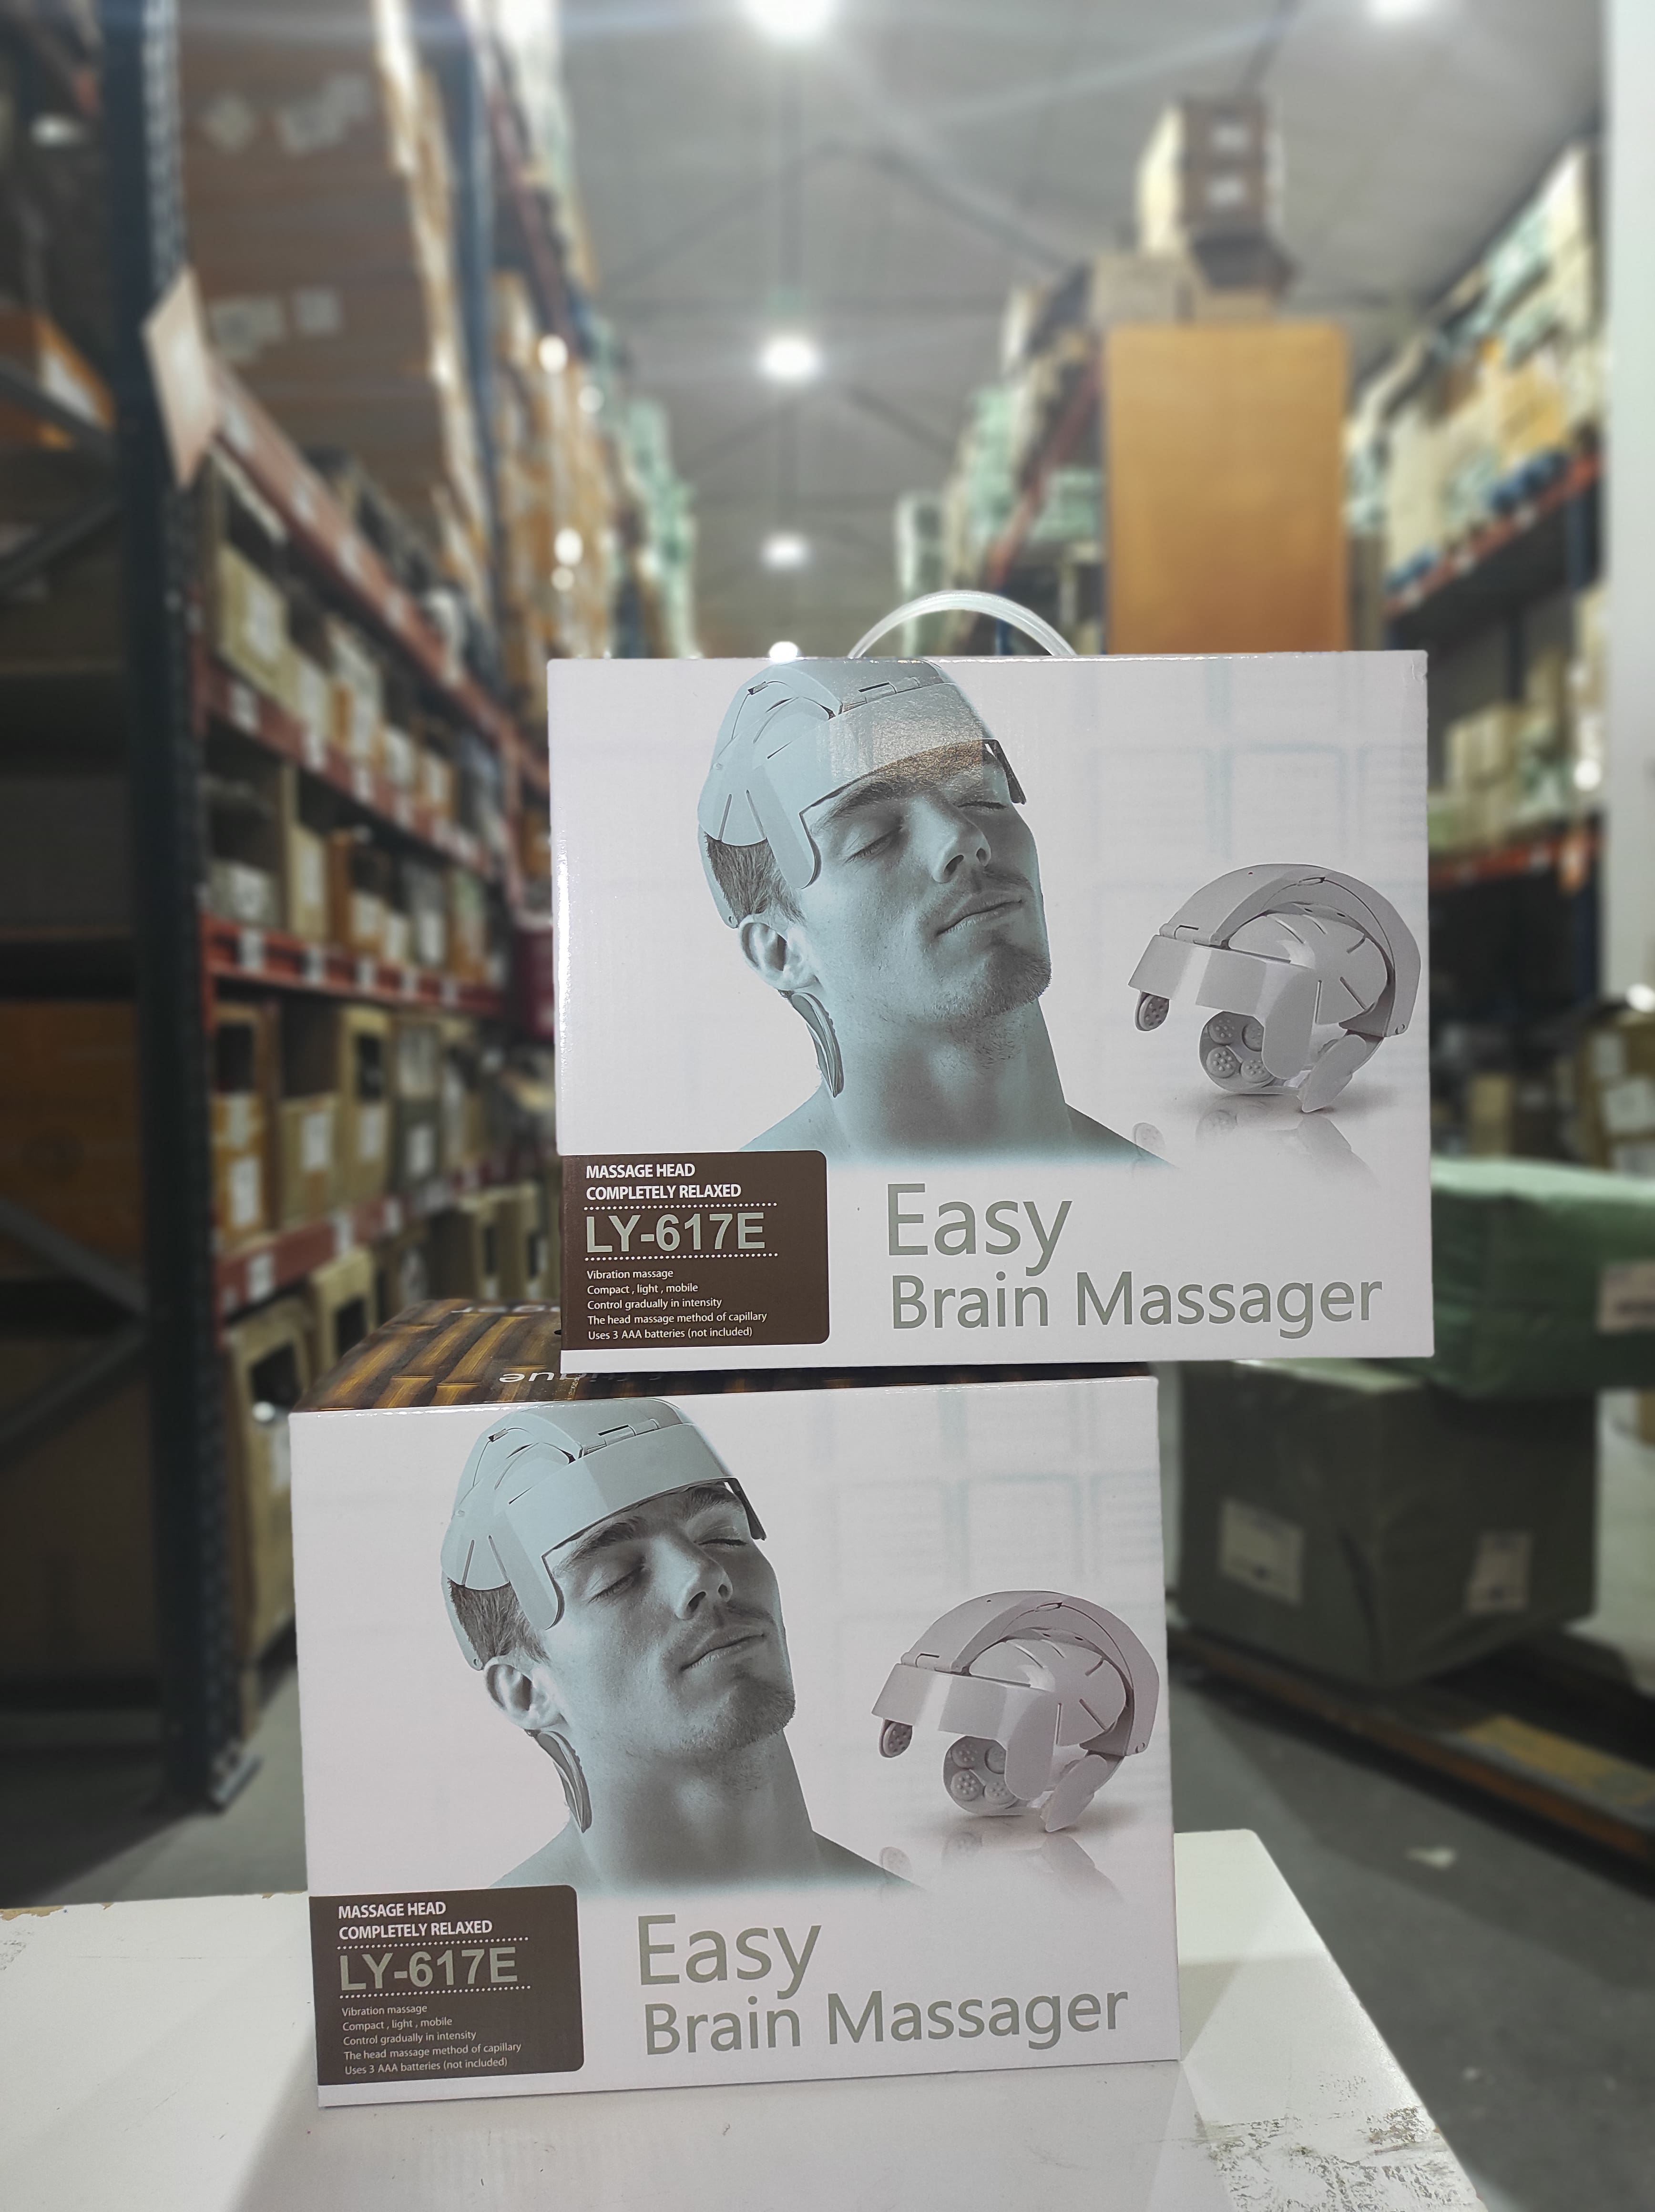 MASSAGE HEAD
COMPLETELY RELAXED
LY-617E
Vibration massage
Compact , light , mobile
Control gradually in intensity
The head massage method of capillary
Uses 3 AAA batteries (not included)
Easy
Brain Massager
MASSAGE HEAD
COMPLETELY RELAXED
LY-617E
Vibration massage
Compact , light , mobile
Control gradually in intensity
The head massage method of capillary
Uses 3 AAA batteries (not included)
Easy
Brain Massager